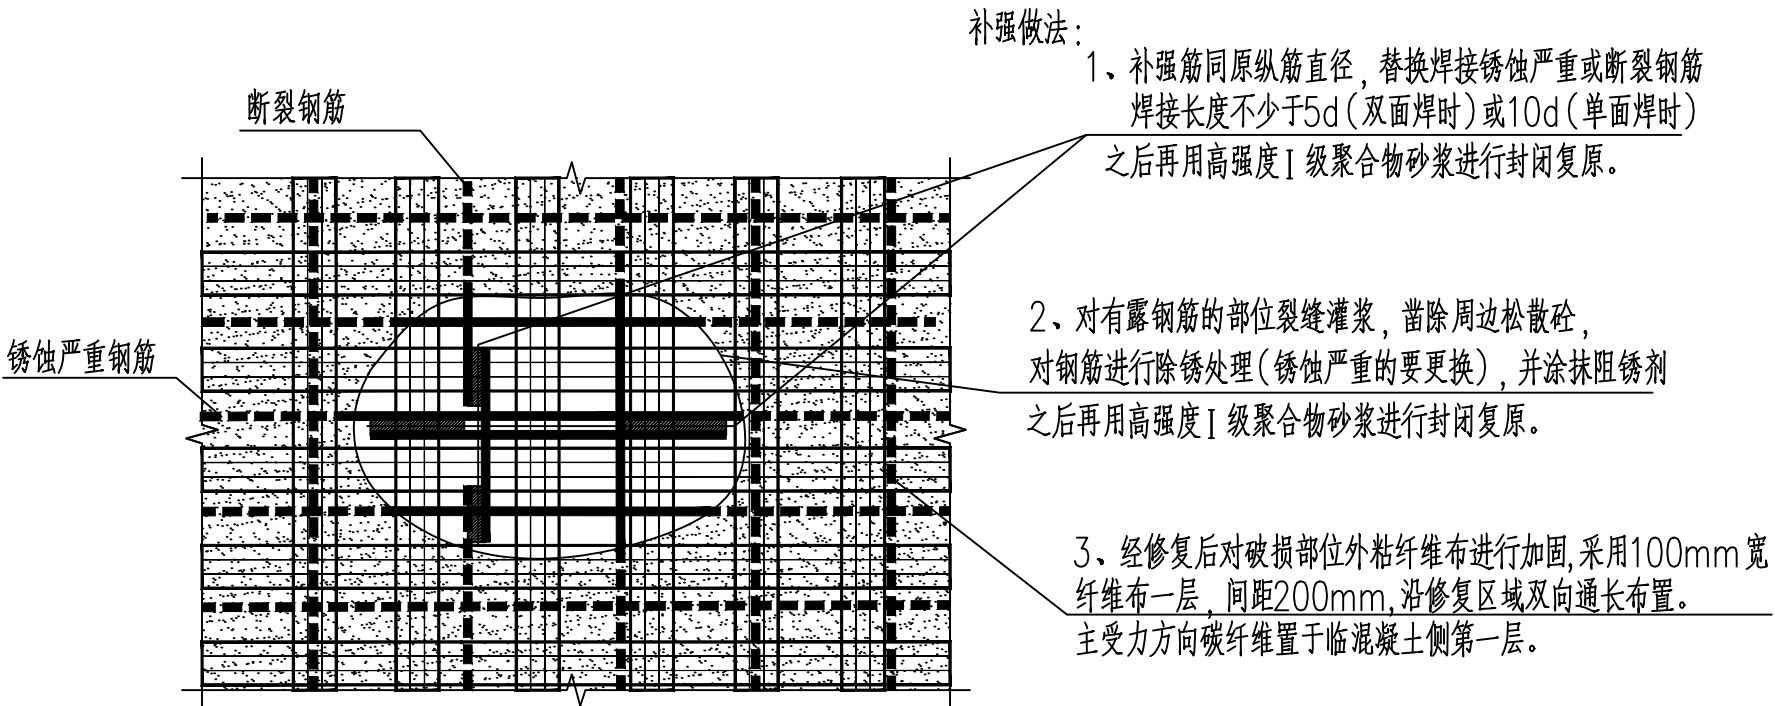 补强做法：
1、补强筋同原纵筋直径，替换焊接锈蚀严重或断裂钢筋
焊接长度不少于5d（双面焊时）或10d（单面焊时）
之后再用高强度I 级聚合物砂浆进行封闭复原。
断裂钢筋
2、对有露钢筋的部位裂缝灌浆，凿除周边松散砼，
对钢筋进行除锈处理（锈蚀严重的要更换），并涂抹阻锈剂
之后再用高强度I 级聚合物砂浆进行封闭复原。
锈蚀严重钢筋
3、经修复后对破损部位外粘纤维布进行加固,采用100mm宽
纤维布一层，间距200mm,沿修复区域双向通长布置。
主受力方向碳纤维置于临混凝土侧第一层。